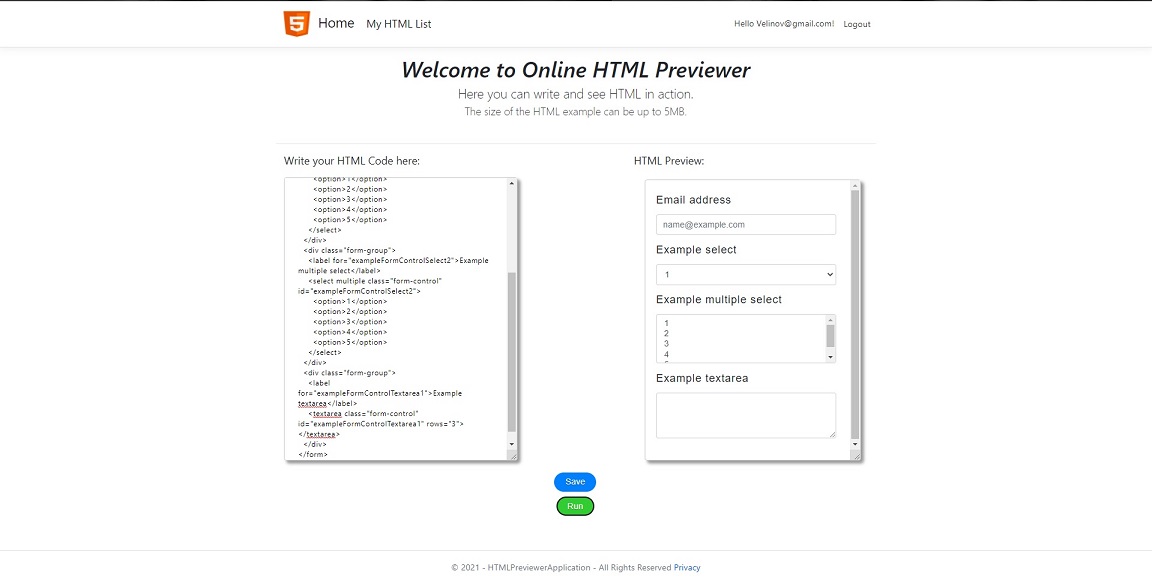 5 Home My HTML List Hello Velinov@gmail.com! Logout
Welcome to Online HTML Previewer
Here you can write and see HTML in action.
The size of the HTML example can be up to 5MB.
Write your HTML Code here:
<option>1</option>
<option>2</option>
<option>3</option>
<option>4</option>
<option>5</option>
</select>
</div>
<div class="form-group">
<label for="exampleFormControlSelect2">Example
multiple select</label>
<select multiple class="form-control"
id="exampleFormControlSelect2">
<option>1</option>
<option>2</option>
<option>3</option>
<option>4</option>
<option>5</option>
</select>
</div>
<div class="form-group">
<label
for="exampleFormControlTextarea1">Example
textarea</label>
<textarea class="form-control"
id="exampleFormControlTextarea1" rows="3">
</textarea>
</div>
</form>
HTML Preview:
Email address
name@example.com
Example select
1
Example multiple select
1
2
3
4
Example textarea
Save
Run
© 2021 - HTMLPreviewerApplication - All Rights Reserved Privacy